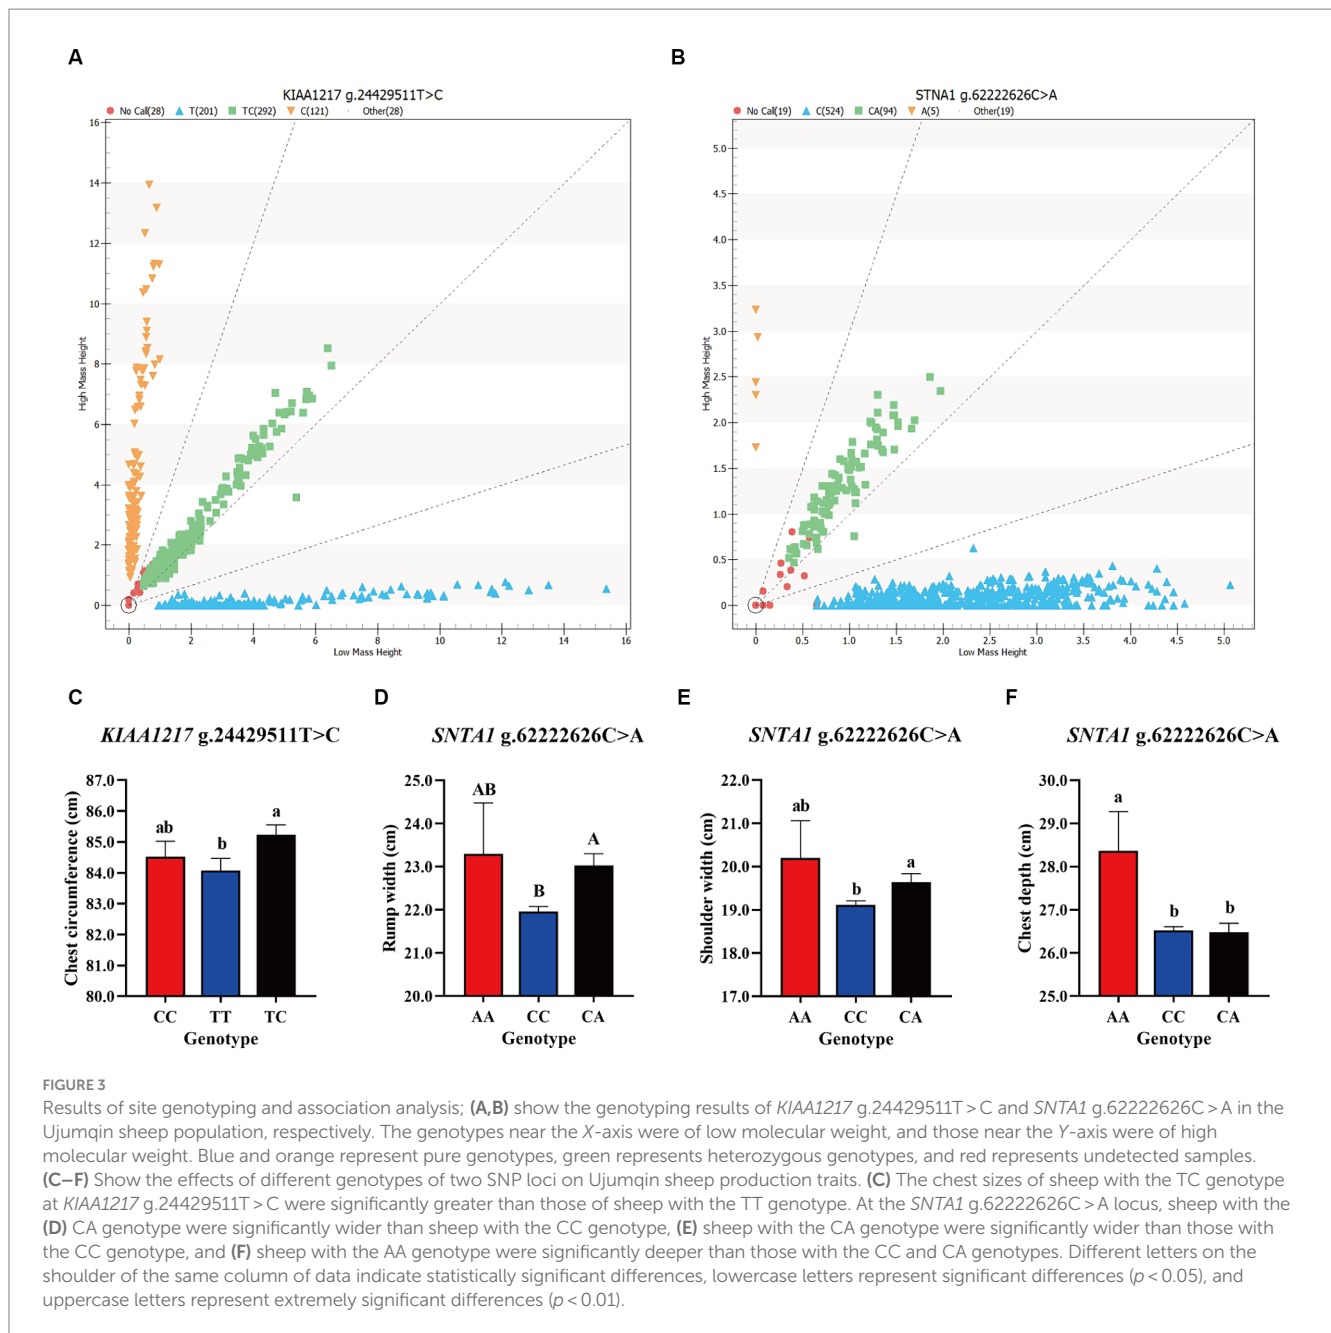 A
KIAA1217 g.24429511T>C
No Call(28) T(201) TC(292) C(121) Other(28)
High Mass Height
16
14
12
10
8
6
4
2
0
0 2 4 6 8 10 12 14 16
Low Mass Height
B
STNA1 g.62222626C>A
No Call(19) C(524) CA(94) A(5) Other(19)
High Mass Height
5.0
4.5
4.0
3.5
3.0
2.5
2.0
1.5
1.0
0.5
0
0 0.5 1.0 1.5 2.0 2.5 3.0 3.5 4.0 4.5 5.0
Low Mass Height
C
KIAA1217 g.24429511T>C
Chest circumference (cm)
87.0
86.0
85.0
84.0
83.0
82.0
81.0
80.0
ab b a
CC TT TC
Genotype
D
SNTA1 g.62222626C>A
Rump width (cm)
25.0
24.0
23.0
22.0
21.0
20.0
AB B A
AA CC CA
Genotype
E
SNTA1 g.62222626C>A
Shoulder width (cm)
22.0
21.0
20.0
19.0
18.0
17.0
ab b a
AA CC CA
Genotype
F
SNTA1 g.62222626C>A
Chest depth (cm)
30.0
29.0
28.0
27.0
26.0
25.0
a b b
AA CC CA
Genotype
FIGURE 3
Results of site genotyping and association analysis; (A,B) show the genotyping results of KIAA1217 g.24429511T > C and SNTA1 g.62222626C > A in the
Ujumqin sheep population, respectively. The genotypes near the X-axis were of low molecular weight, and those near the Y-axis were of high
molecular weight. Blue and orange represent pure genotypes, green represents heterozygous genotypes, and red represents undetected samples.
(C–F) Show the effects of different genotypes of two SNP loci on Ujumqin sheep production traits. (C) The chest sizes of sheep with the TC genotype
at KIAA1217 g.24429511T > C were significantly greater than those of sheep with the TT genotype. At the SNTA1 g.62222626C > A locus, sheep with the
(D) CA genotype were significantly wider than sheep with the CC genotype, (E) sheep with the CA genotype were significantly wider than those with
the CC genotype, and (F) sheep with the AA genotype were significantly deeper than those with the CC and CA genotypes. Different letters on the
shoulder of the same column of data indicate statistically significant differences, lowercase letters represent significant differences (p < 0.05), and
uppercase letters represent extremely significant differences (p < 0.01).